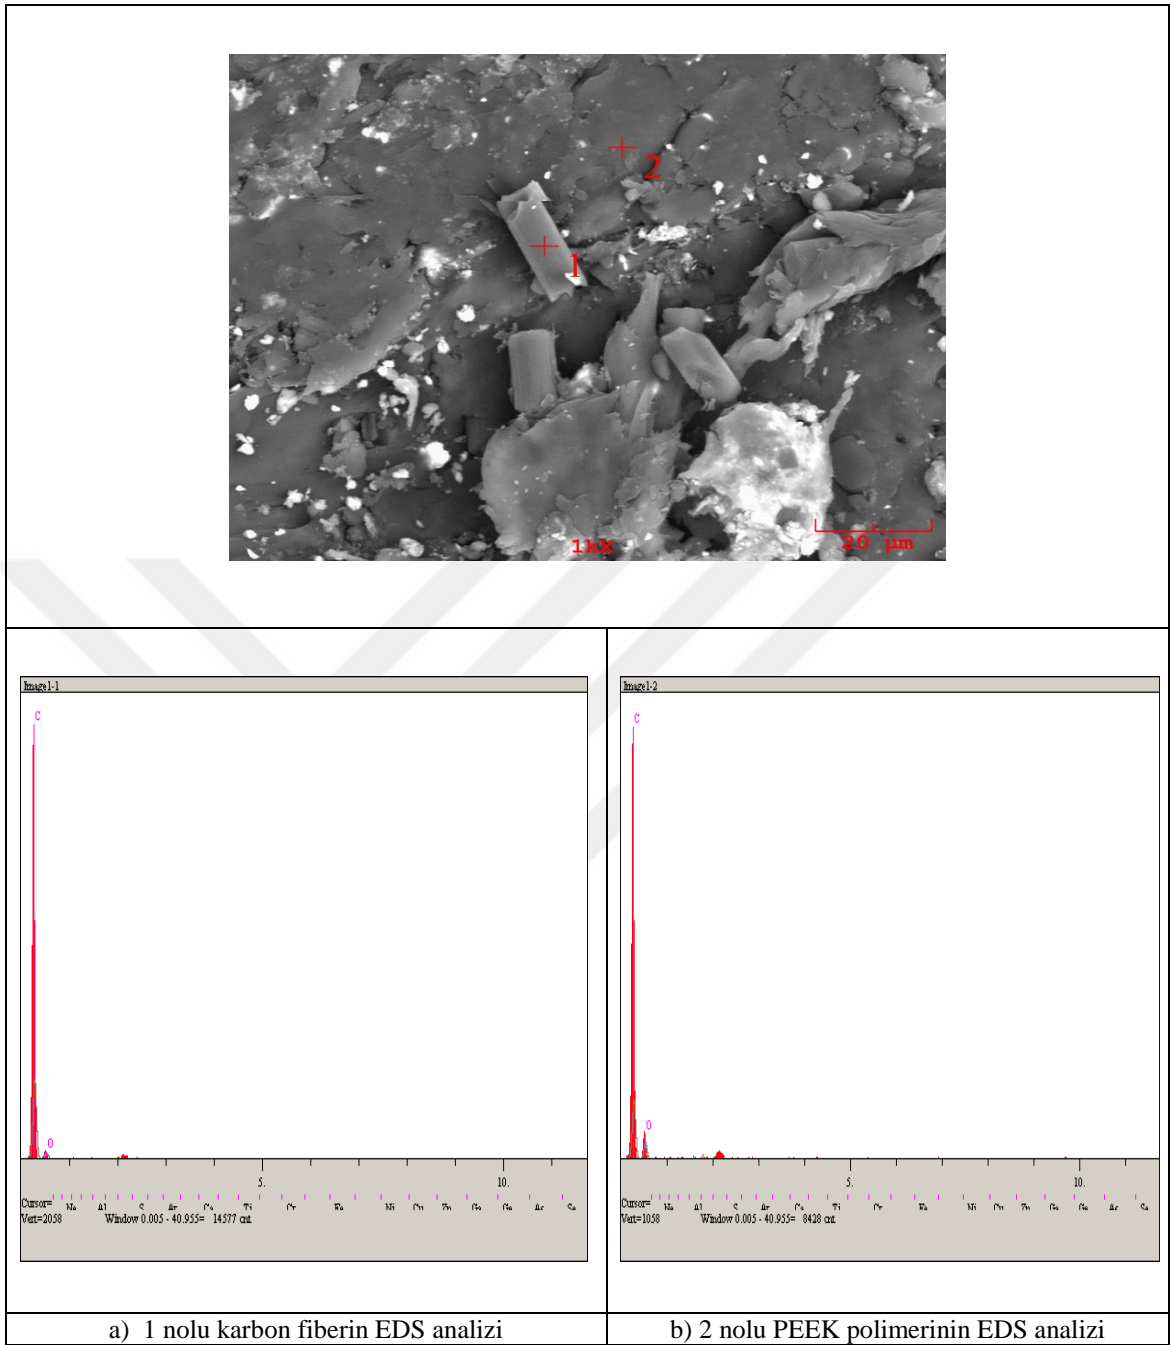 2
1
1kX
20 µm
Image1-1
C
O
5. 10.
Cursor=
Vert=2058 Window 0.005 - 40.955= 14577 cnt
Image1-2
C
O
5. 10.
Cursor=
Vert=1058 Window 0.005 - 40.955= 8428 cnt
a) 1 nolu karbon fiberin EDS analizi
b) 2 nolu PEEK polimerinin EDS analizi